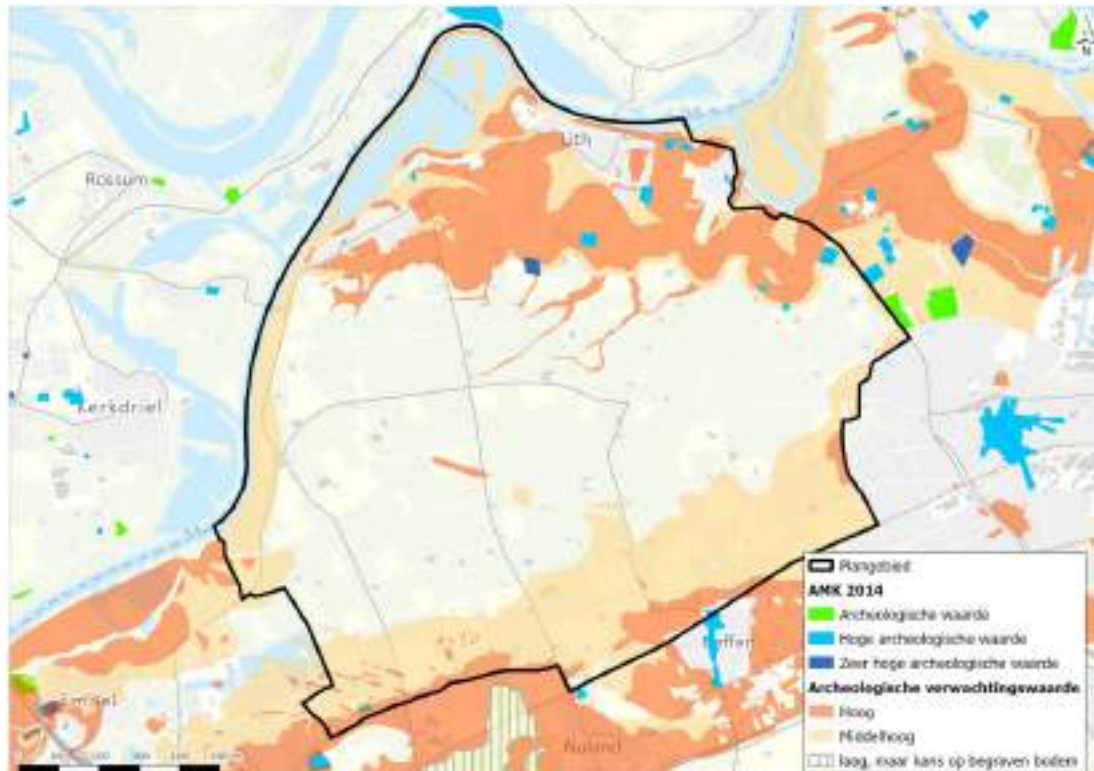 Lith
Rossum
Kerkdriel
Nuland
Plangebied
AMK 2014
Archeologische waarde
Hoge archeologische waarde
Zeer hoge archeologische waarde
Archeologische verwachtingswaarde
Hoog
Middelhoog
laag, maar kans op begraven bodem